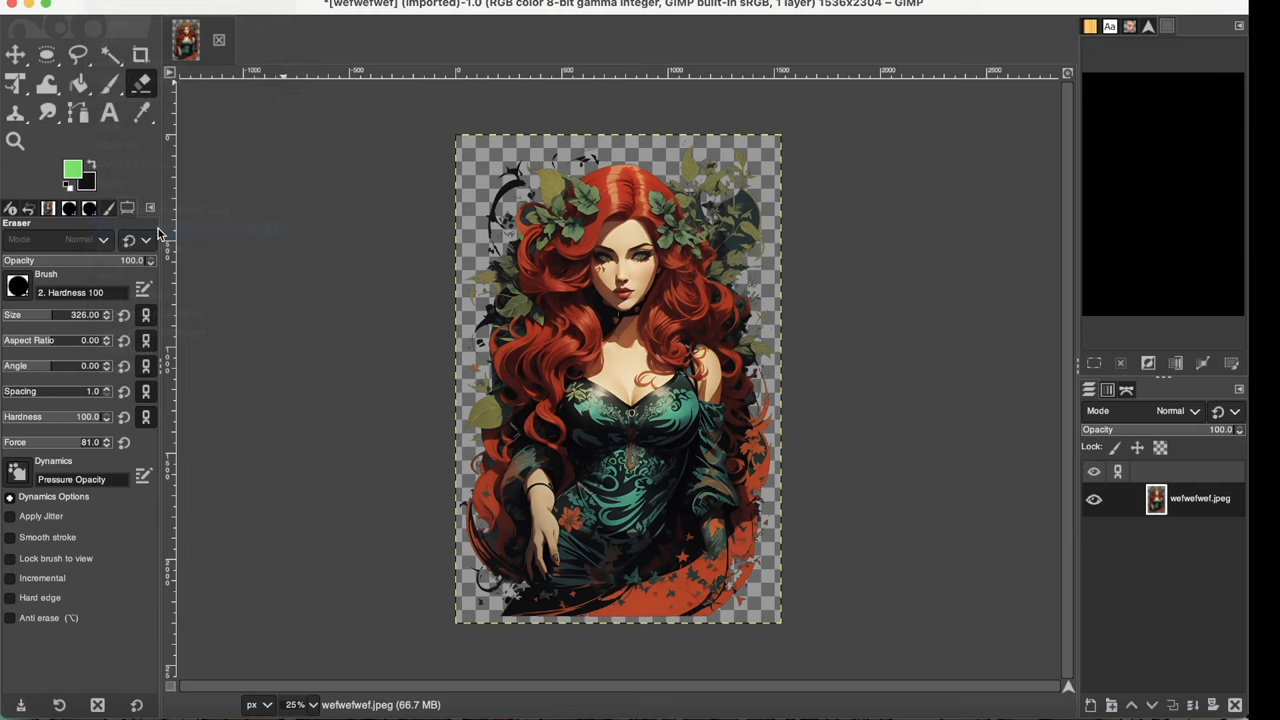 *[wefwefwef] (imported)-1.0 (RGB color 8-bit gamma integer, GIMP built-in sRGB, 1 layer) 1536x2304 – GIMP
Aa
-1000
-500
0
500
1000
1500
2000
2500
Eraser
Mode Normal
Opacity 100.0
Brush
2. Hardness 100
Size 326.00
Aspect Ratio 0.00
Angle 0.00
Spacing 1.0
Hardness 100.0
Force 81.0
Dynamics
Pressure Opacity
Dynamics Options
Apply Jitter
Smooth stroke
Lock brush to view
Incremental
Hard edge
Anti erase (⌥)
Mode Normal
Opacity 100.0
Lock:
wefwefwef.jpeg
px 25% wefwefwef.jpeg (66.7 MB)